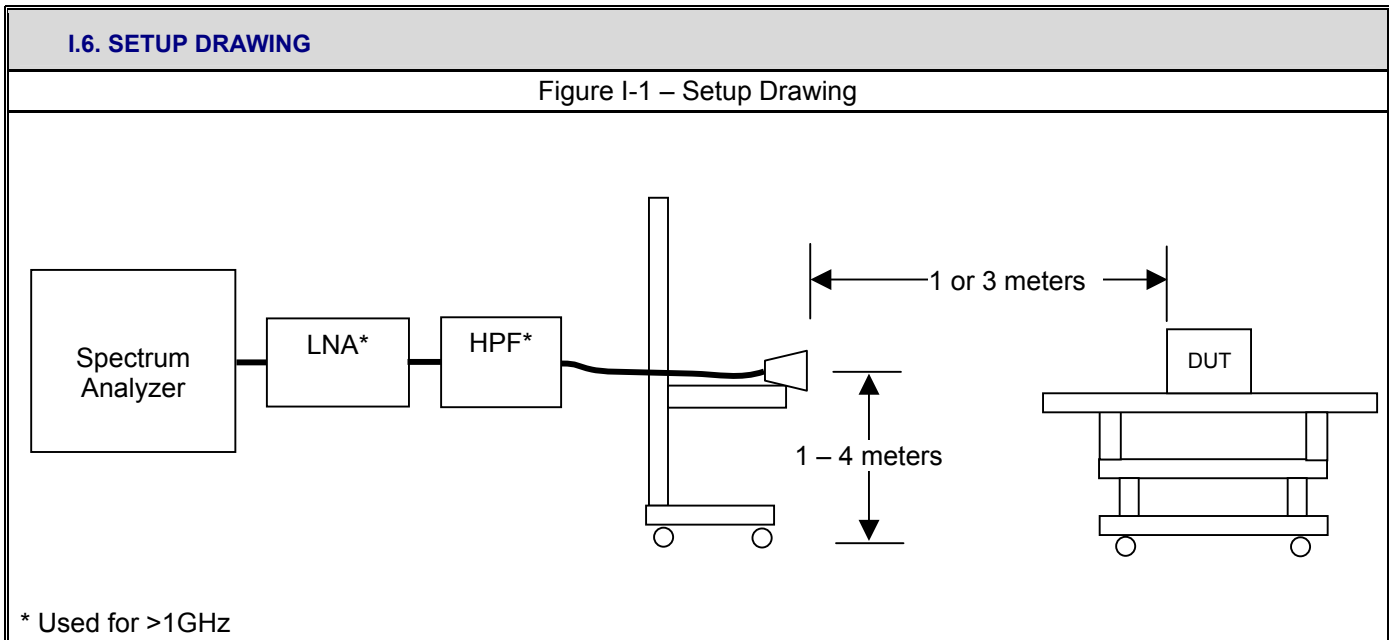 I.6. SETUP DRAWING
Figure I-1 – Setup Drawing
1 or 3 meters
Spectrum
Analyzer
LNA*
HPF*
DUT
1 – 4 meters
* Used for >1GHz